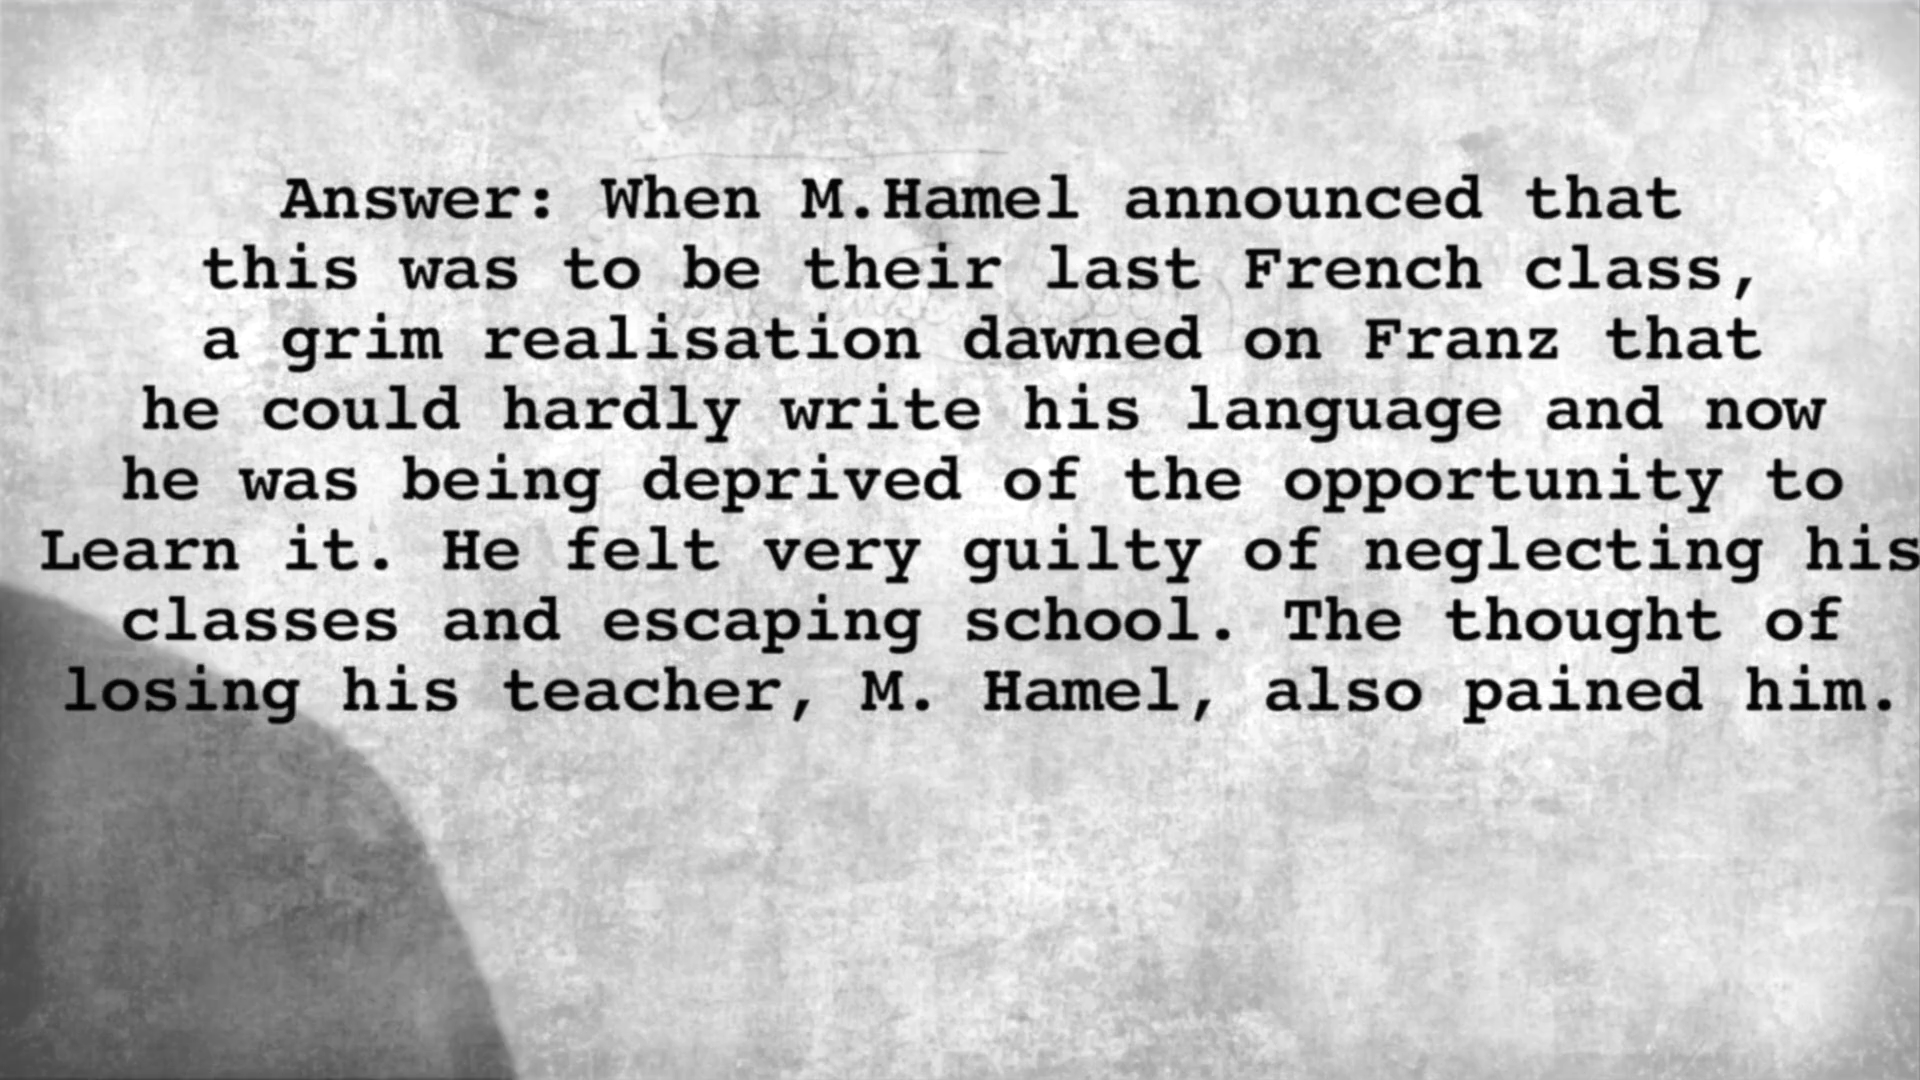 Answer: When M.Hamel announced that
this was to be their last French class,
a grim realisation dawned on Franz that
he could hardly write his language and now
he was being deprived of the opportunity to
Learn it. He felt very guilty of neglecting his
classes and escaping school. The thought of
losing his teacher, M. Hamel, also pained him.